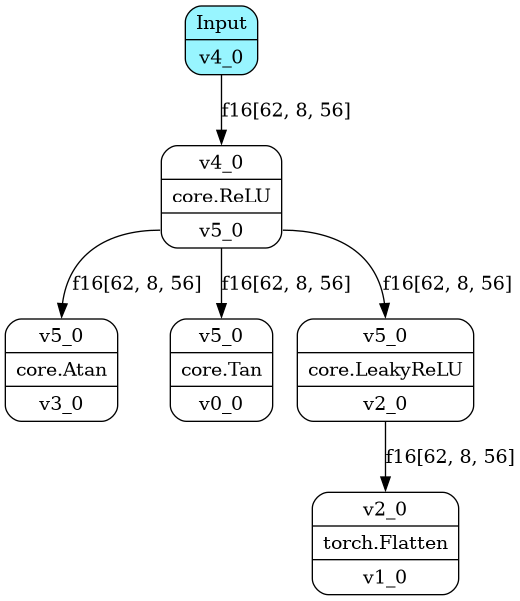 Input
v4_0
f16[62, 8, 56]
v4_0
core.ReLU
v5_0
f16[62, 8, 56]
f16[62, 8, 56]
f16[62, 8, 56]
v5_0
core.Atan
v3_0
v5_0
core.Tan
v0_0
v5_0
core.LeakyReLU
v2_0
f16[62, 8, 56]
v2_0
torch.Flatten
v1_0